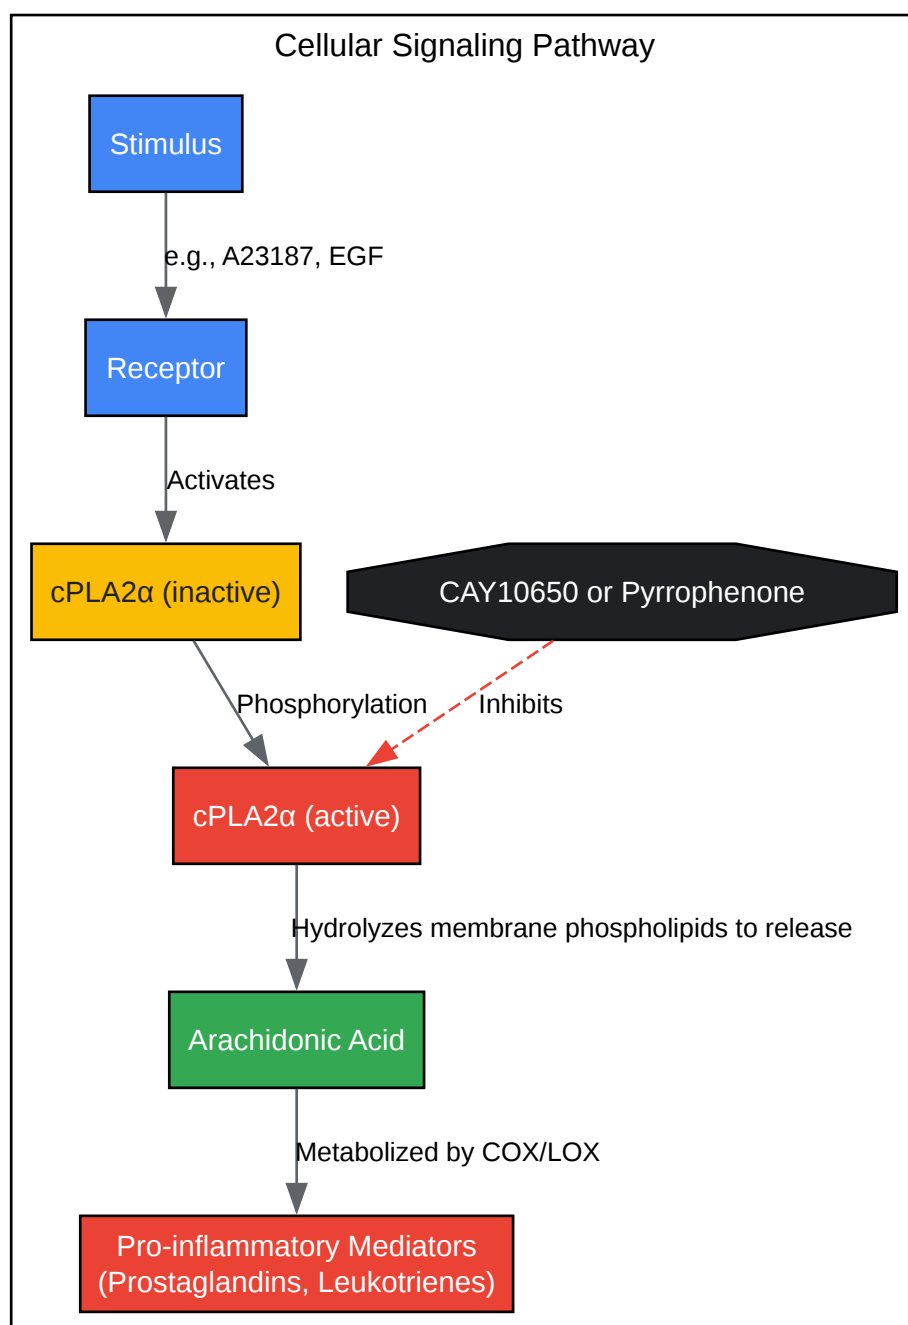 Cellular Signaling Pathway
Stimulus
e.g., A23187, EGF
Receptor
Activates
cPLA2α (inactive)
CAY10650 or Pyrrophenone
Phosphorylation
Inhibits
cPLA2α (active)
Hydrolyzes membrane phospholipids to release
Arachidonic Acid
Metabolized by COX/LOX
Pro-inflammatory Mediators
(Prostaglandins, Leukotrienes)